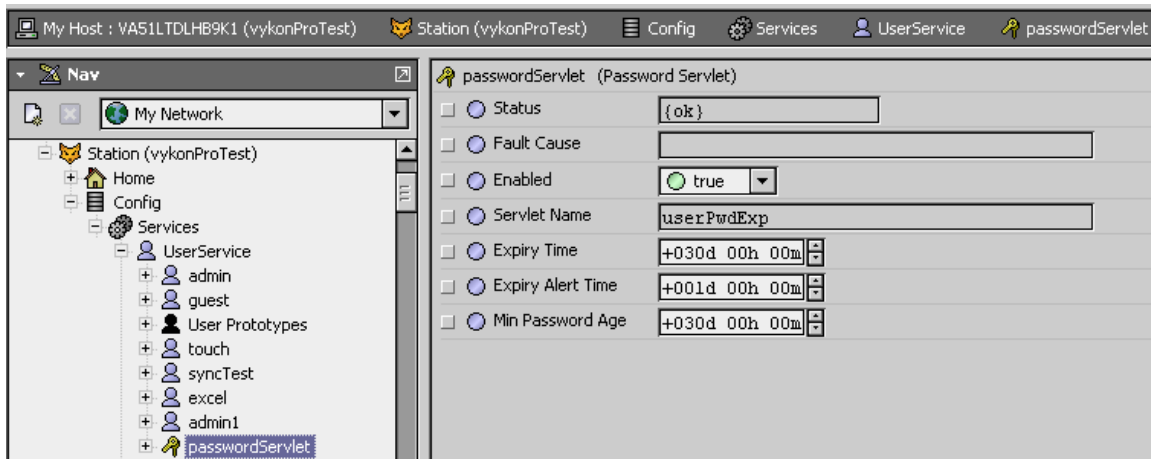 My Host : VA51LTDLHB9K1 (vykonProTest) Station (vykonProTest) Config Services UserService passwordServlet
Nav
My Network
Station (vykonProTest)
Home
Config
Services
UserService
admin
guest
User Prototypes
touch
syncTest
excel
admin1
passwordServlet
passwordServlet (Password Servlet)
Status {ok}
Fault Cause
Enabled true
Servlet Name userPwdExp
Expiry Time +030d 00h 00m
Expiry Alert Time +001d 00h 00m
Min Password Age +030d 00h 00m